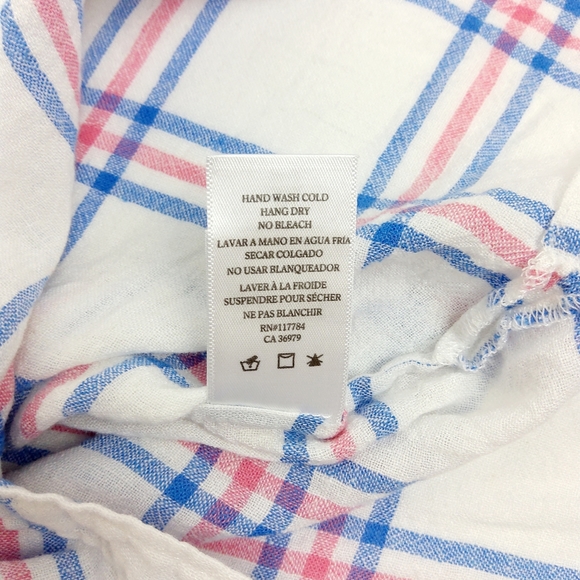 HAND WASH COLD
HANG DRY
NO BLEACH
LAVAR A MANO EN AGUA FRÍA
SECAR COLGADO
NO USAR BLANQUEADOR
LAVER À LA FROIDE
SUSPENDRE POUR SÉCHER
NE PAS BLANCHIR
RN#117784
CA 36979